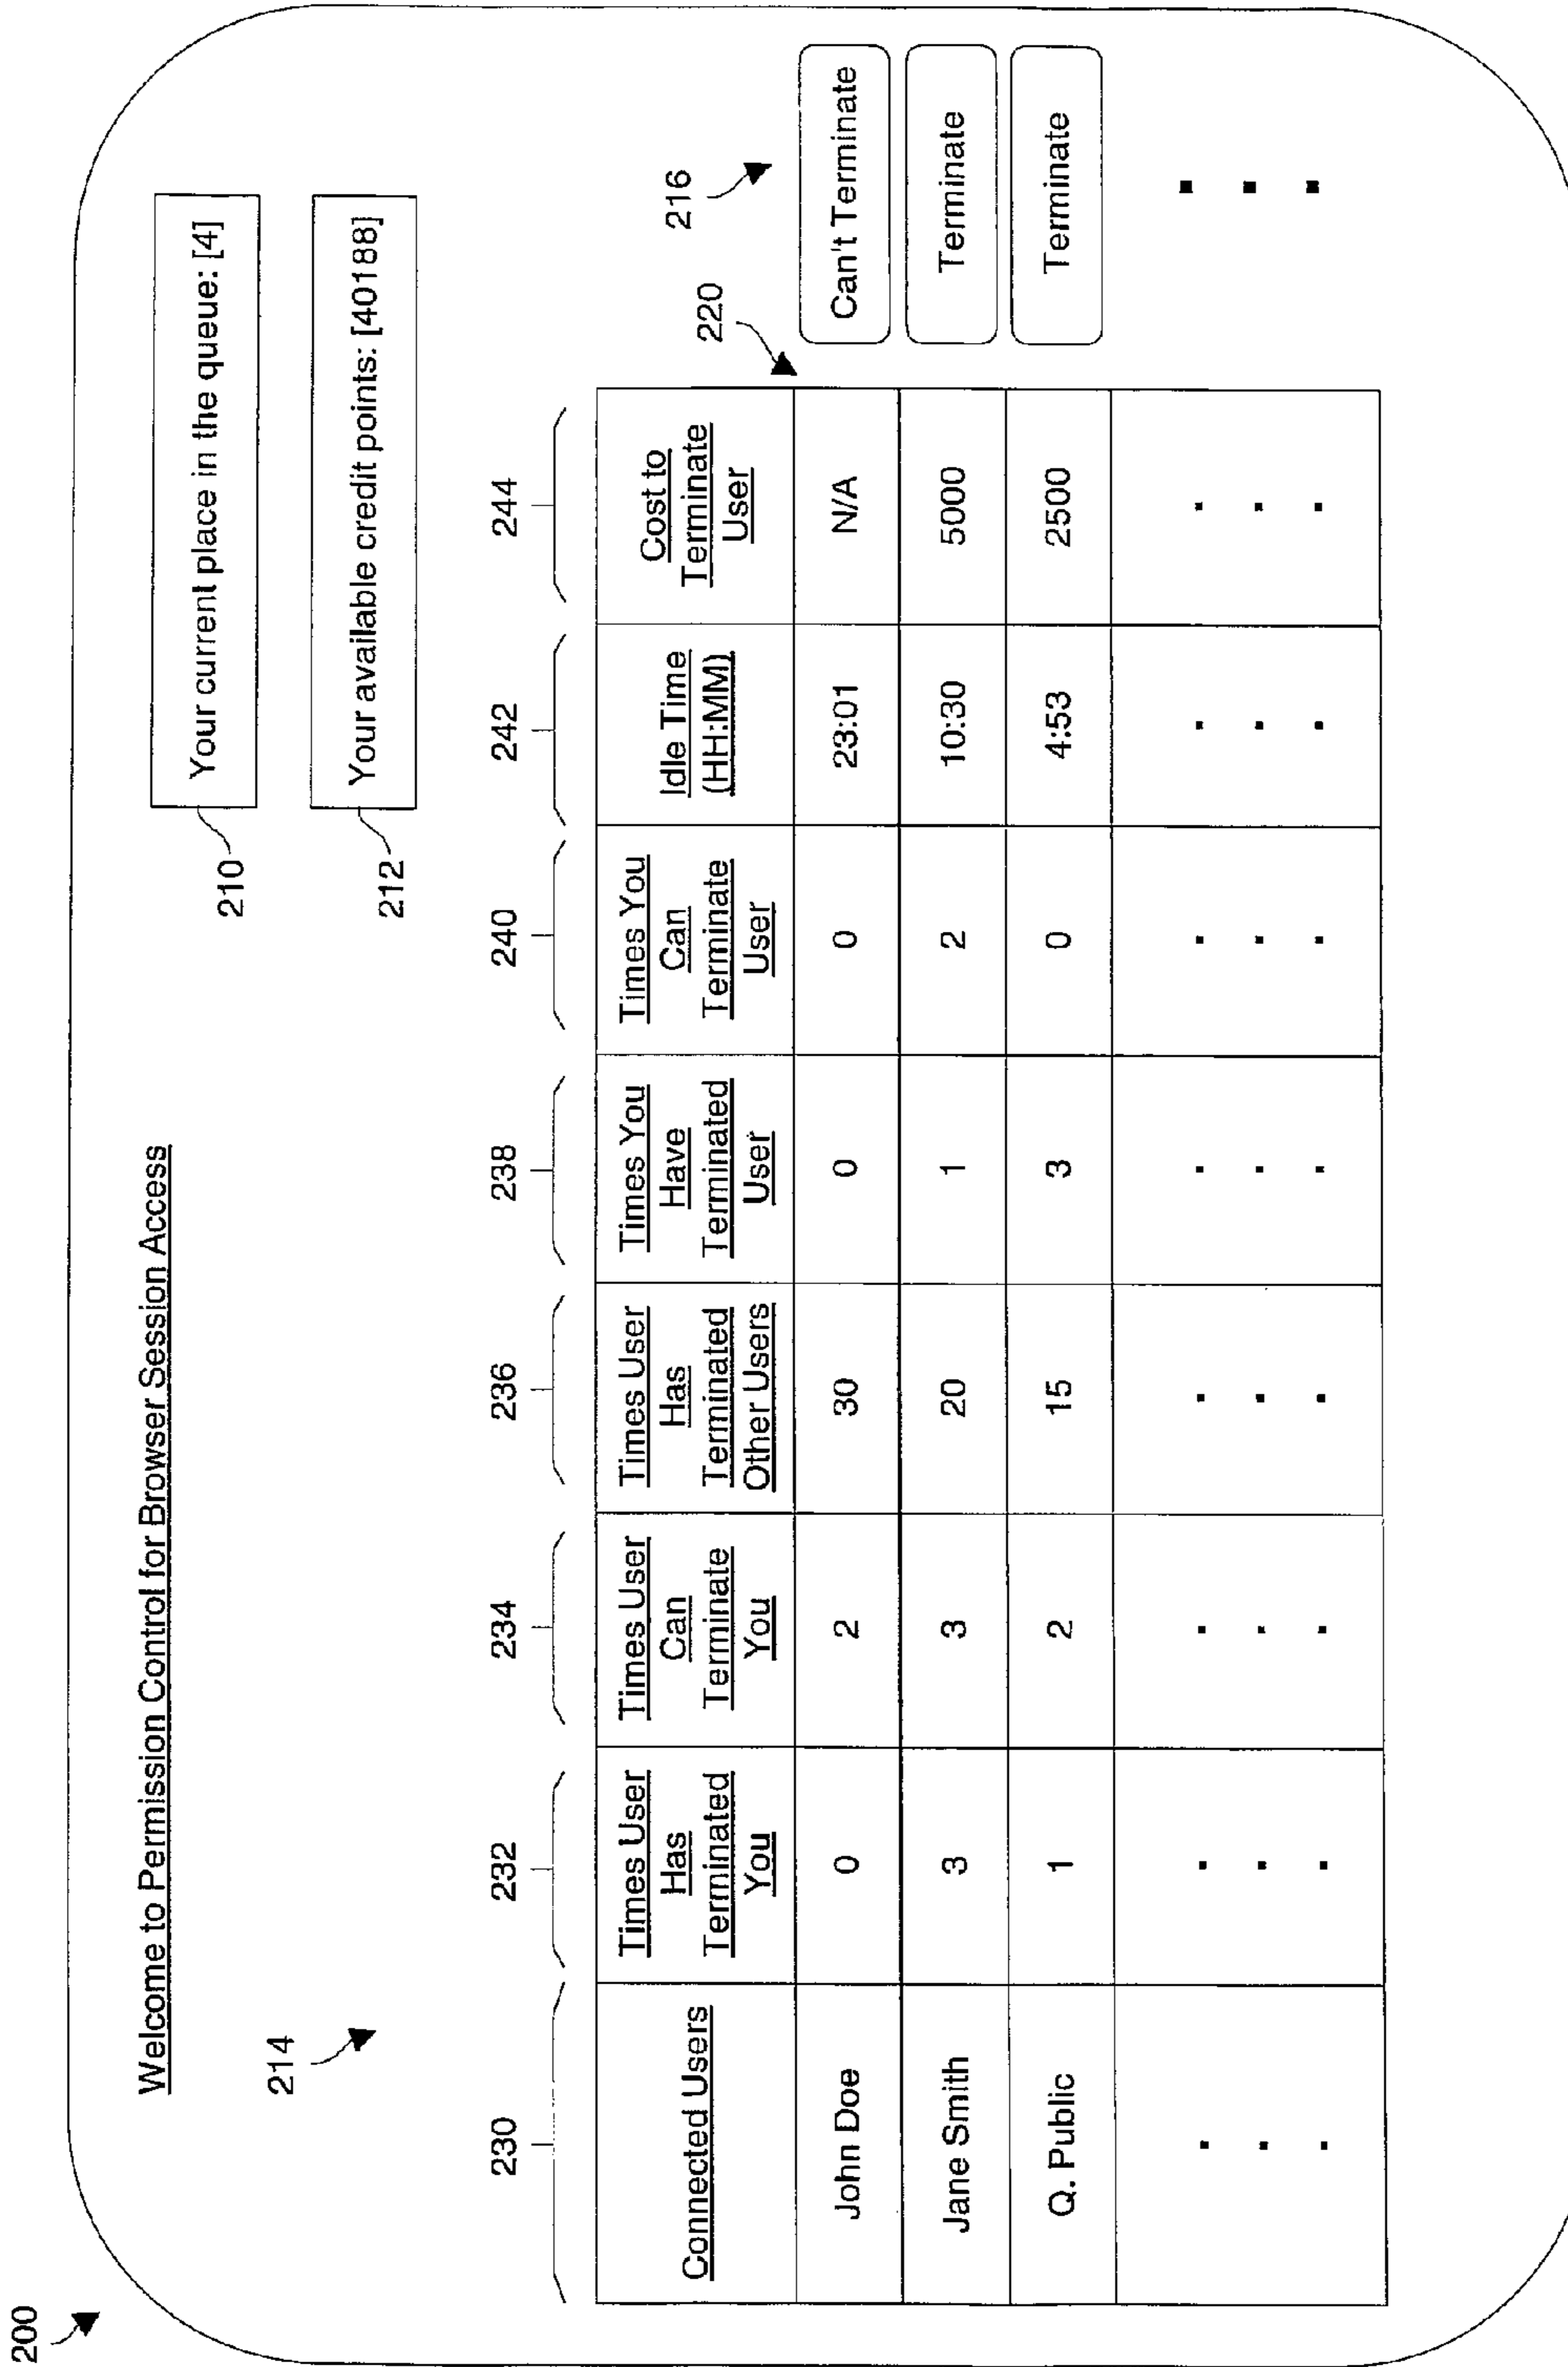 200
Welcome to Permission Control for Browser Session Access
210
Your current place in the queue: [4]
212
Your available credit points: [40188]
214
230 232 234 236 238 240 242 244
220
216
Connected Users
Times User Has Terminated You
Times User Can Terminate You
Times User Has Terminated Other Users
Times You Have Terminated User
Times You Can Terminate User
Idle Time (HH:MM)
Cost to Terminate User
John Doe 0 2 30 0 0 23:01 N/A Can't Terminate
Jane Smith 3 3 20 1 2 10:30 5000 Terminate
Q. Public 1 2 15 3 0 4:53 2500 Terminate